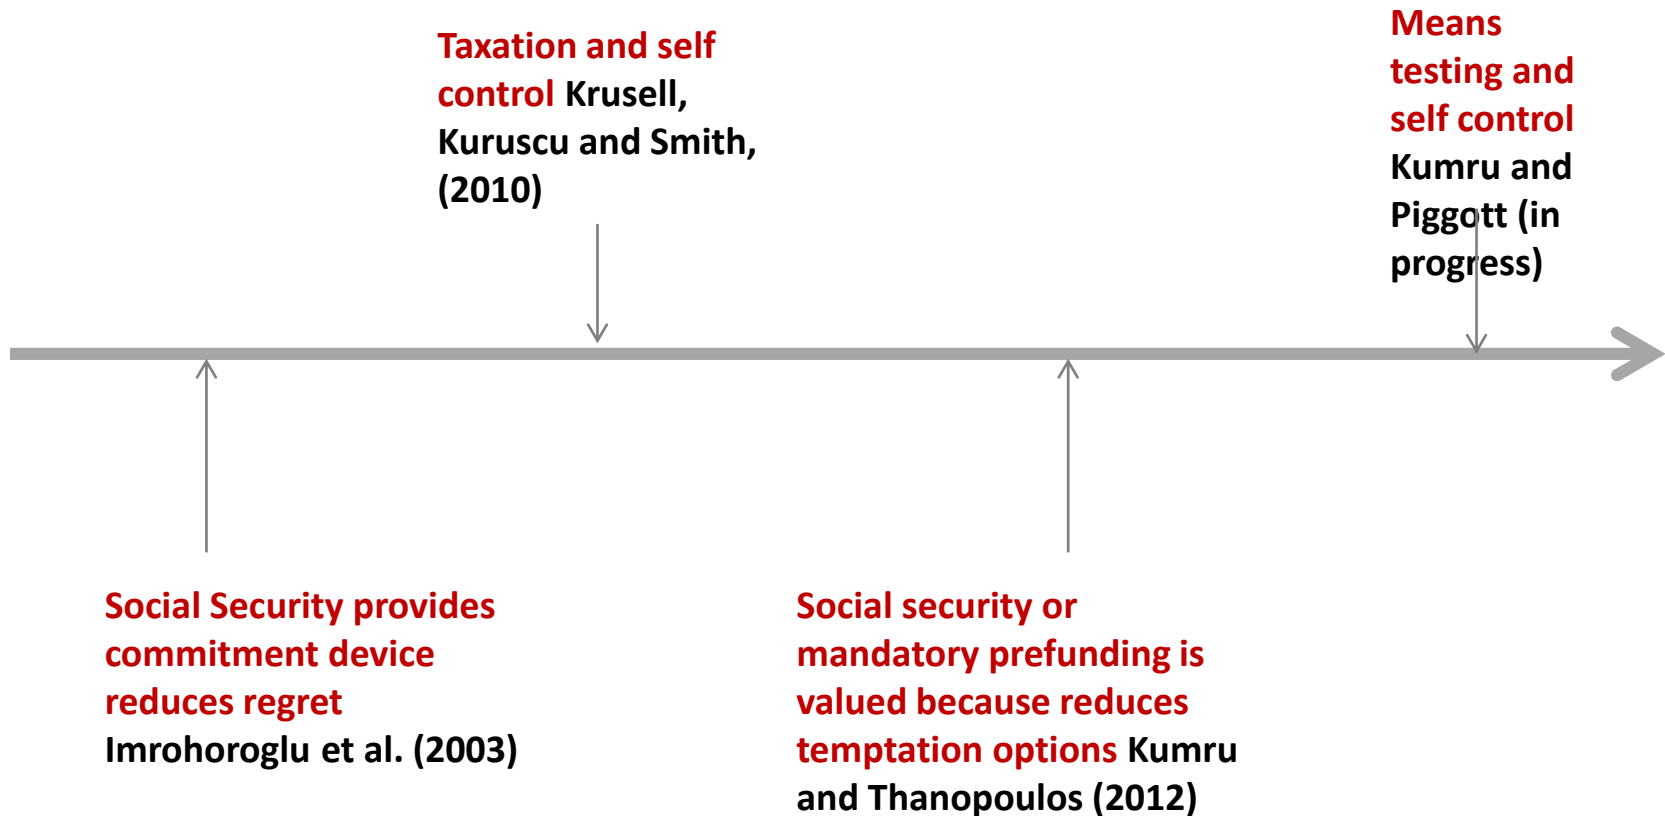 Taxation and self
control Krusell,
Kuruscu and Smith,
(2010)
Means
testing and
self control
Kumru and
Piggott (in
progress)
Social Security provides
commitment device
reduces regret
Imrohoroglu et al. (2003)
Social security or
mandatory prefunding is
valued because reduces
temptation options Kumru
and Thanopoulos (2012)